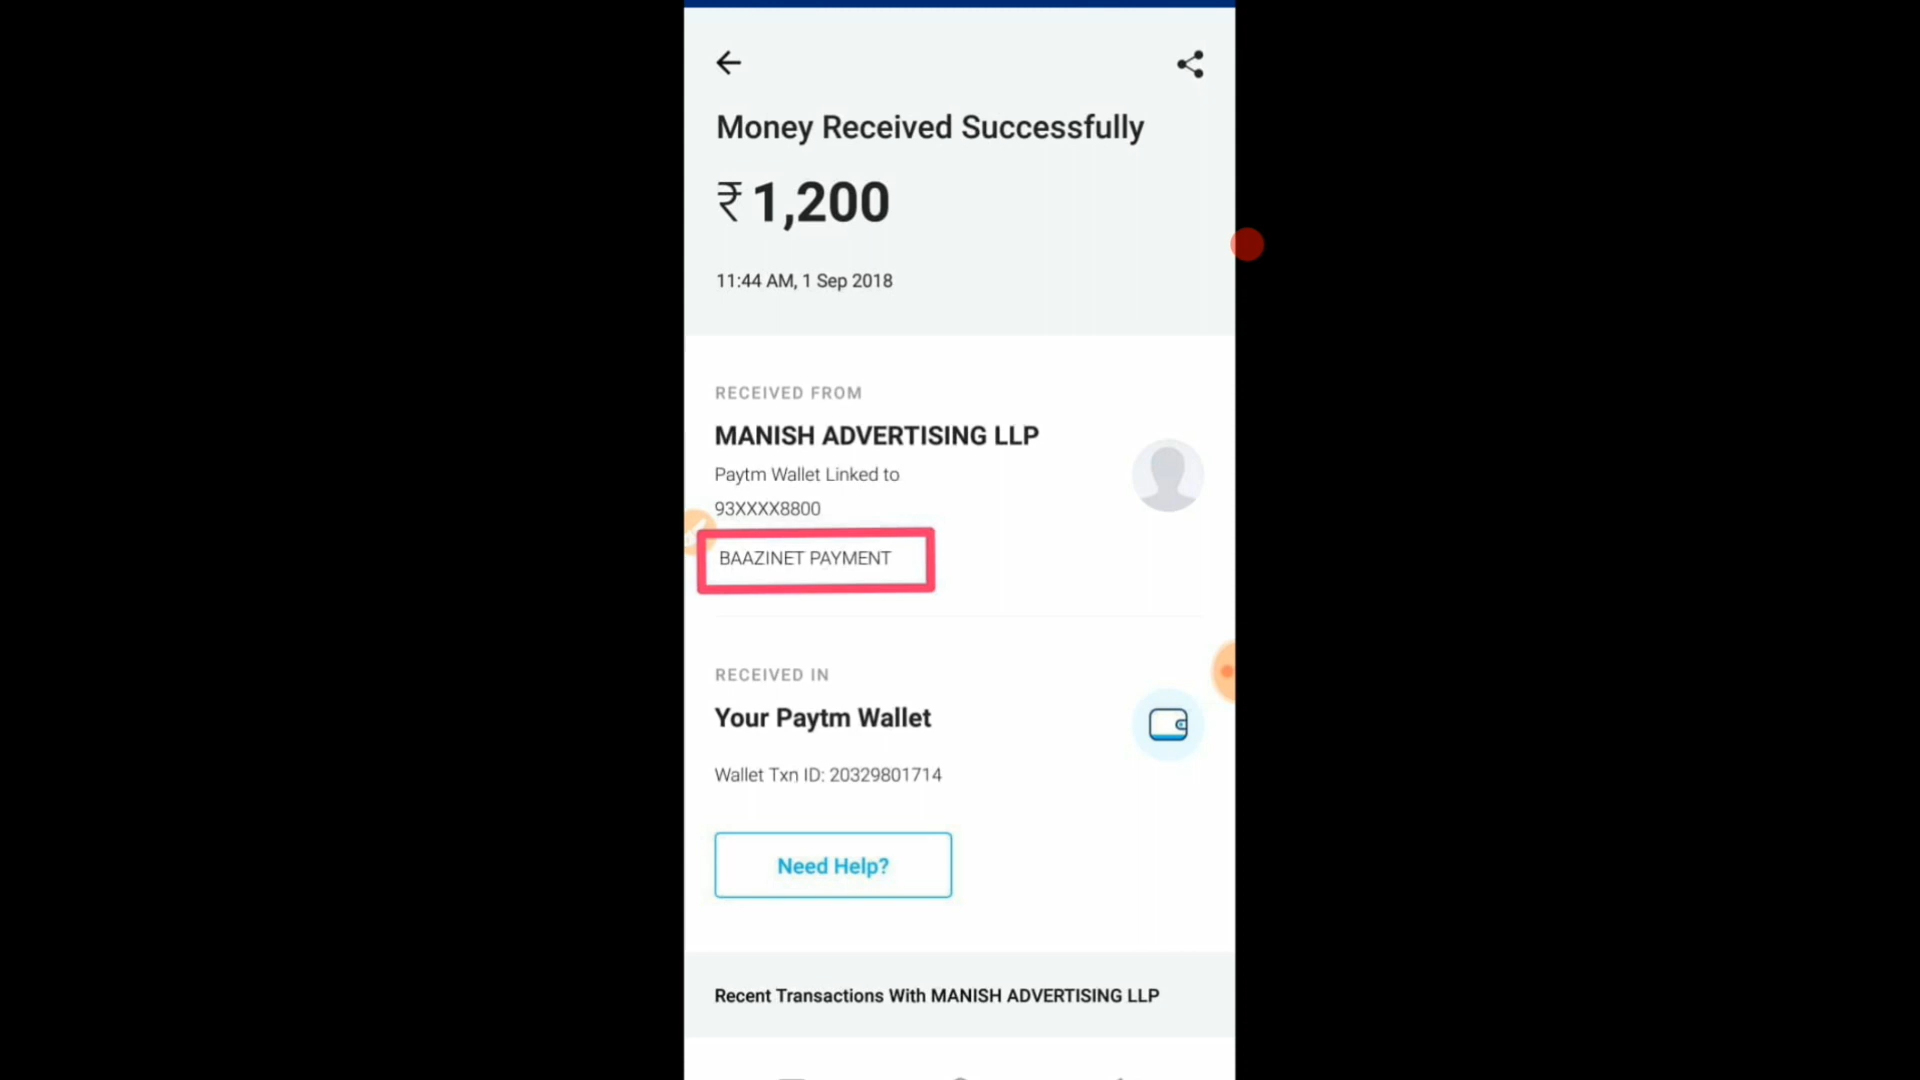 Money Received Successfully
₹ 1,200
11:44 AM, 1 Sep 2018
RECEIVED FROM
MANISH ADVERTISING LLP
Paytm Wallet Linked to
93XXXX8800
BAAZINET PAYMENT
RECEIVED IN
Your Paytm Wallet
Wallet Txn ID: 20329801714
Need Help?
Recent Transactions With MANISH ADVERTISING LLP